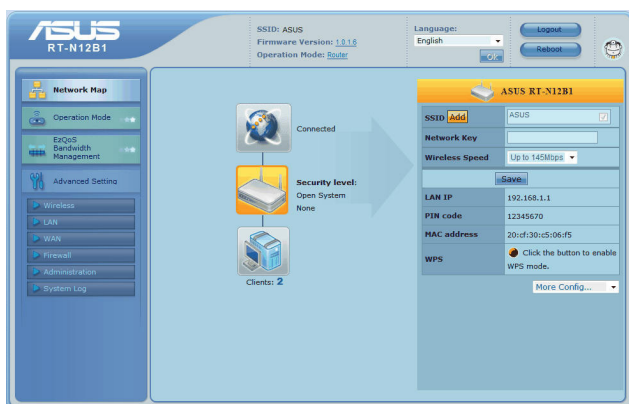 ASUS
RT-N12B1
SSID: ASUS
Firmware Version: 1.0.1.6
Operation Mode: Router
Language:
English
OK
Logout
Reboot
Network Map
Operation Mode
EzQoS
Bandwidth
Management
Advanced Setting
Wireless
LAN
WAN
Firewall
Administration
System Log
Connected
Security level:
Open System
None
Clients: 2
ASUS RT-N12B1
SSID Add ASUS
Network Key
Wireless Speed Up to 145Mbps
Save
LAN IP 192.168.1.1
PIN code 12345670
MAC address 20:cf:30:c5:06:f5
WPS Click the button to enable
WPS mode.
More Config...